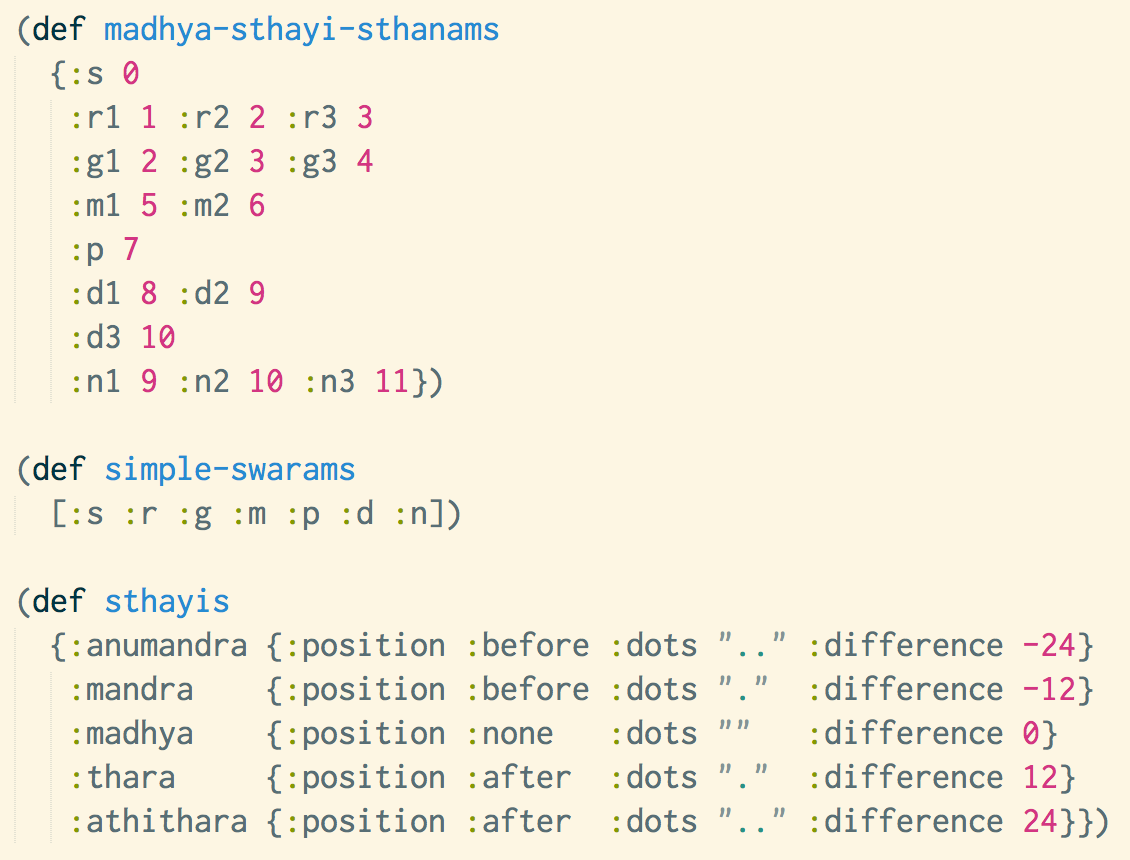 (def madhya-sthayi-sthanams
  {:s 0
   :r1 1 :r2 2 :r3 3
   :g1 2 :g2 3 :g3 4
   :m1 5 :m2 6
   :p 7
   :d1 8 :d2 9
   :d3 10
   :n1 9 :n2 10 :n3 11})

(def simple-swarams
  [:s :r :g :m :p :d :n])

(def sthayis
  {:anumandra {:position :before :dots ".." :difference -24}
   :mandra    {:position :before :dots "."  :difference -12}
   :madhya    {:position :none   :dots ""   :difference 0}
   :thara     {:position :after  :dots "."  :difference 12}
   :athithara {:position :after  :dots ".." :difference 24}})